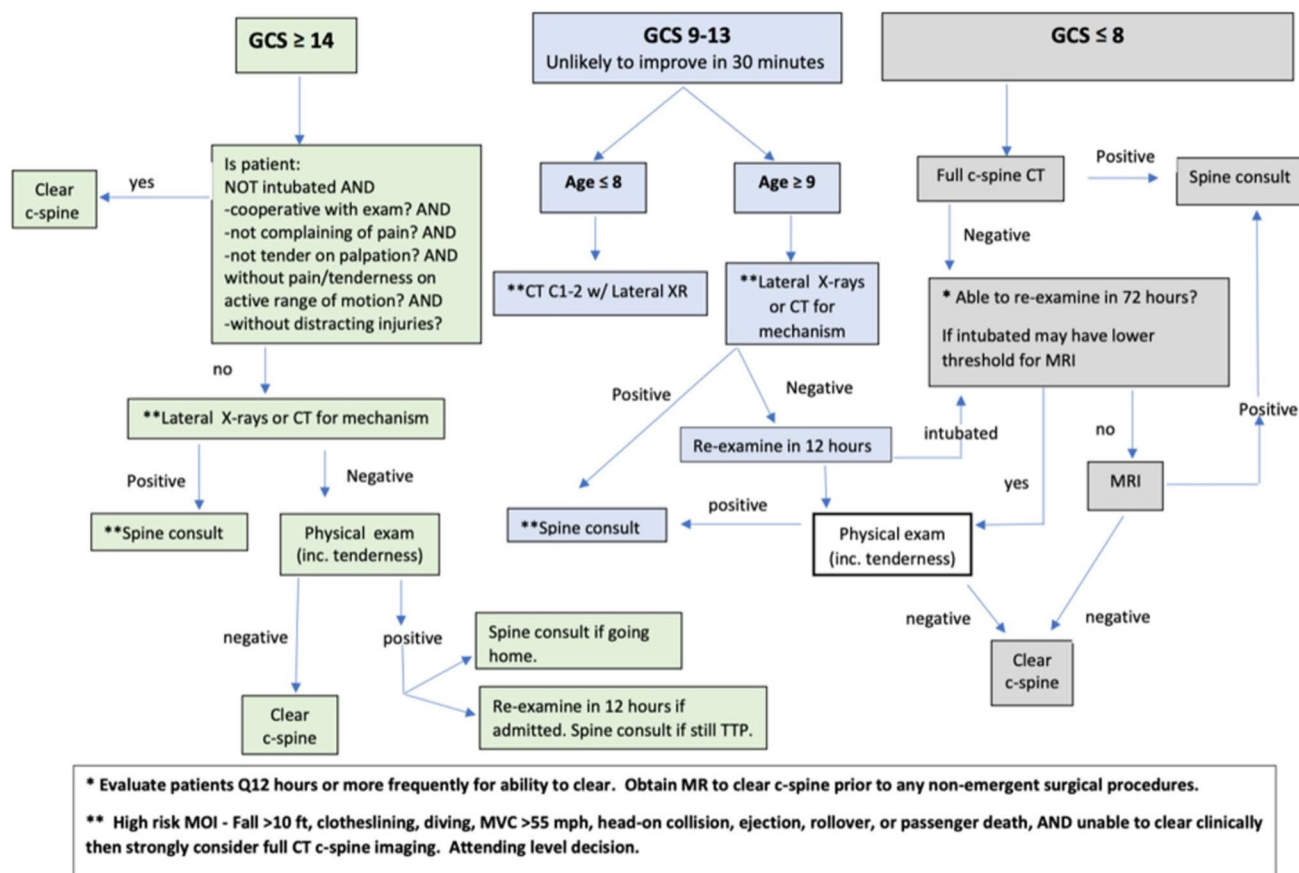 GCS ≥ 14
GCS 9-13
Unlikely to improve in 30 minutes
GCS ≤ 8
Is patient:
NOT intubated AND
-cooperative with exam? AND
-not complaining of pain? AND
-not tender on palpation? AND
without pain/tenderness on
active range of motion? AND
-without distracting injuries?
yes
Clear
c-spine
no
**Lateral X-rays or CT for mechanism
Positive
Negative
**Spine consult
Physical exam
(inc. tenderness)
negative
positive
Clear
c-spine
Spine consult if going
home.
Re-examine in 12 hours if
admitted. Spine consult if still TTP.
Age ≤ 8
Age ≥ 9
**CT C1-2 w/ Lateral XR
**Lateral X-rays
or CT for
mechanism
Positive
Negative
Re-examine in 12 hours
intubated
positive
**Spine consult
Physical exam
(inc. tenderness)
Full c-spine CT
Positive
Spine consult
Negative
* Able to re-examine in 72 hours?
If intubated may have lower
threshold for MRI
yes
no
MRI
Positive
negative
negative
Clear
c-spine
* Evaluate patients Q12 hours or more frequently for ability to clear. Obtain MR to clear c-spine prior to any non-emergent surgical procedures.
** High risk MOI - Fall >10 ft, clotheslining, diving, MVC >55 mph, head-on collision, ejection, rollover, or passenger death, AND unable to clear clinically
then strongly consider full CT c-spine imaging. Attending level decision.